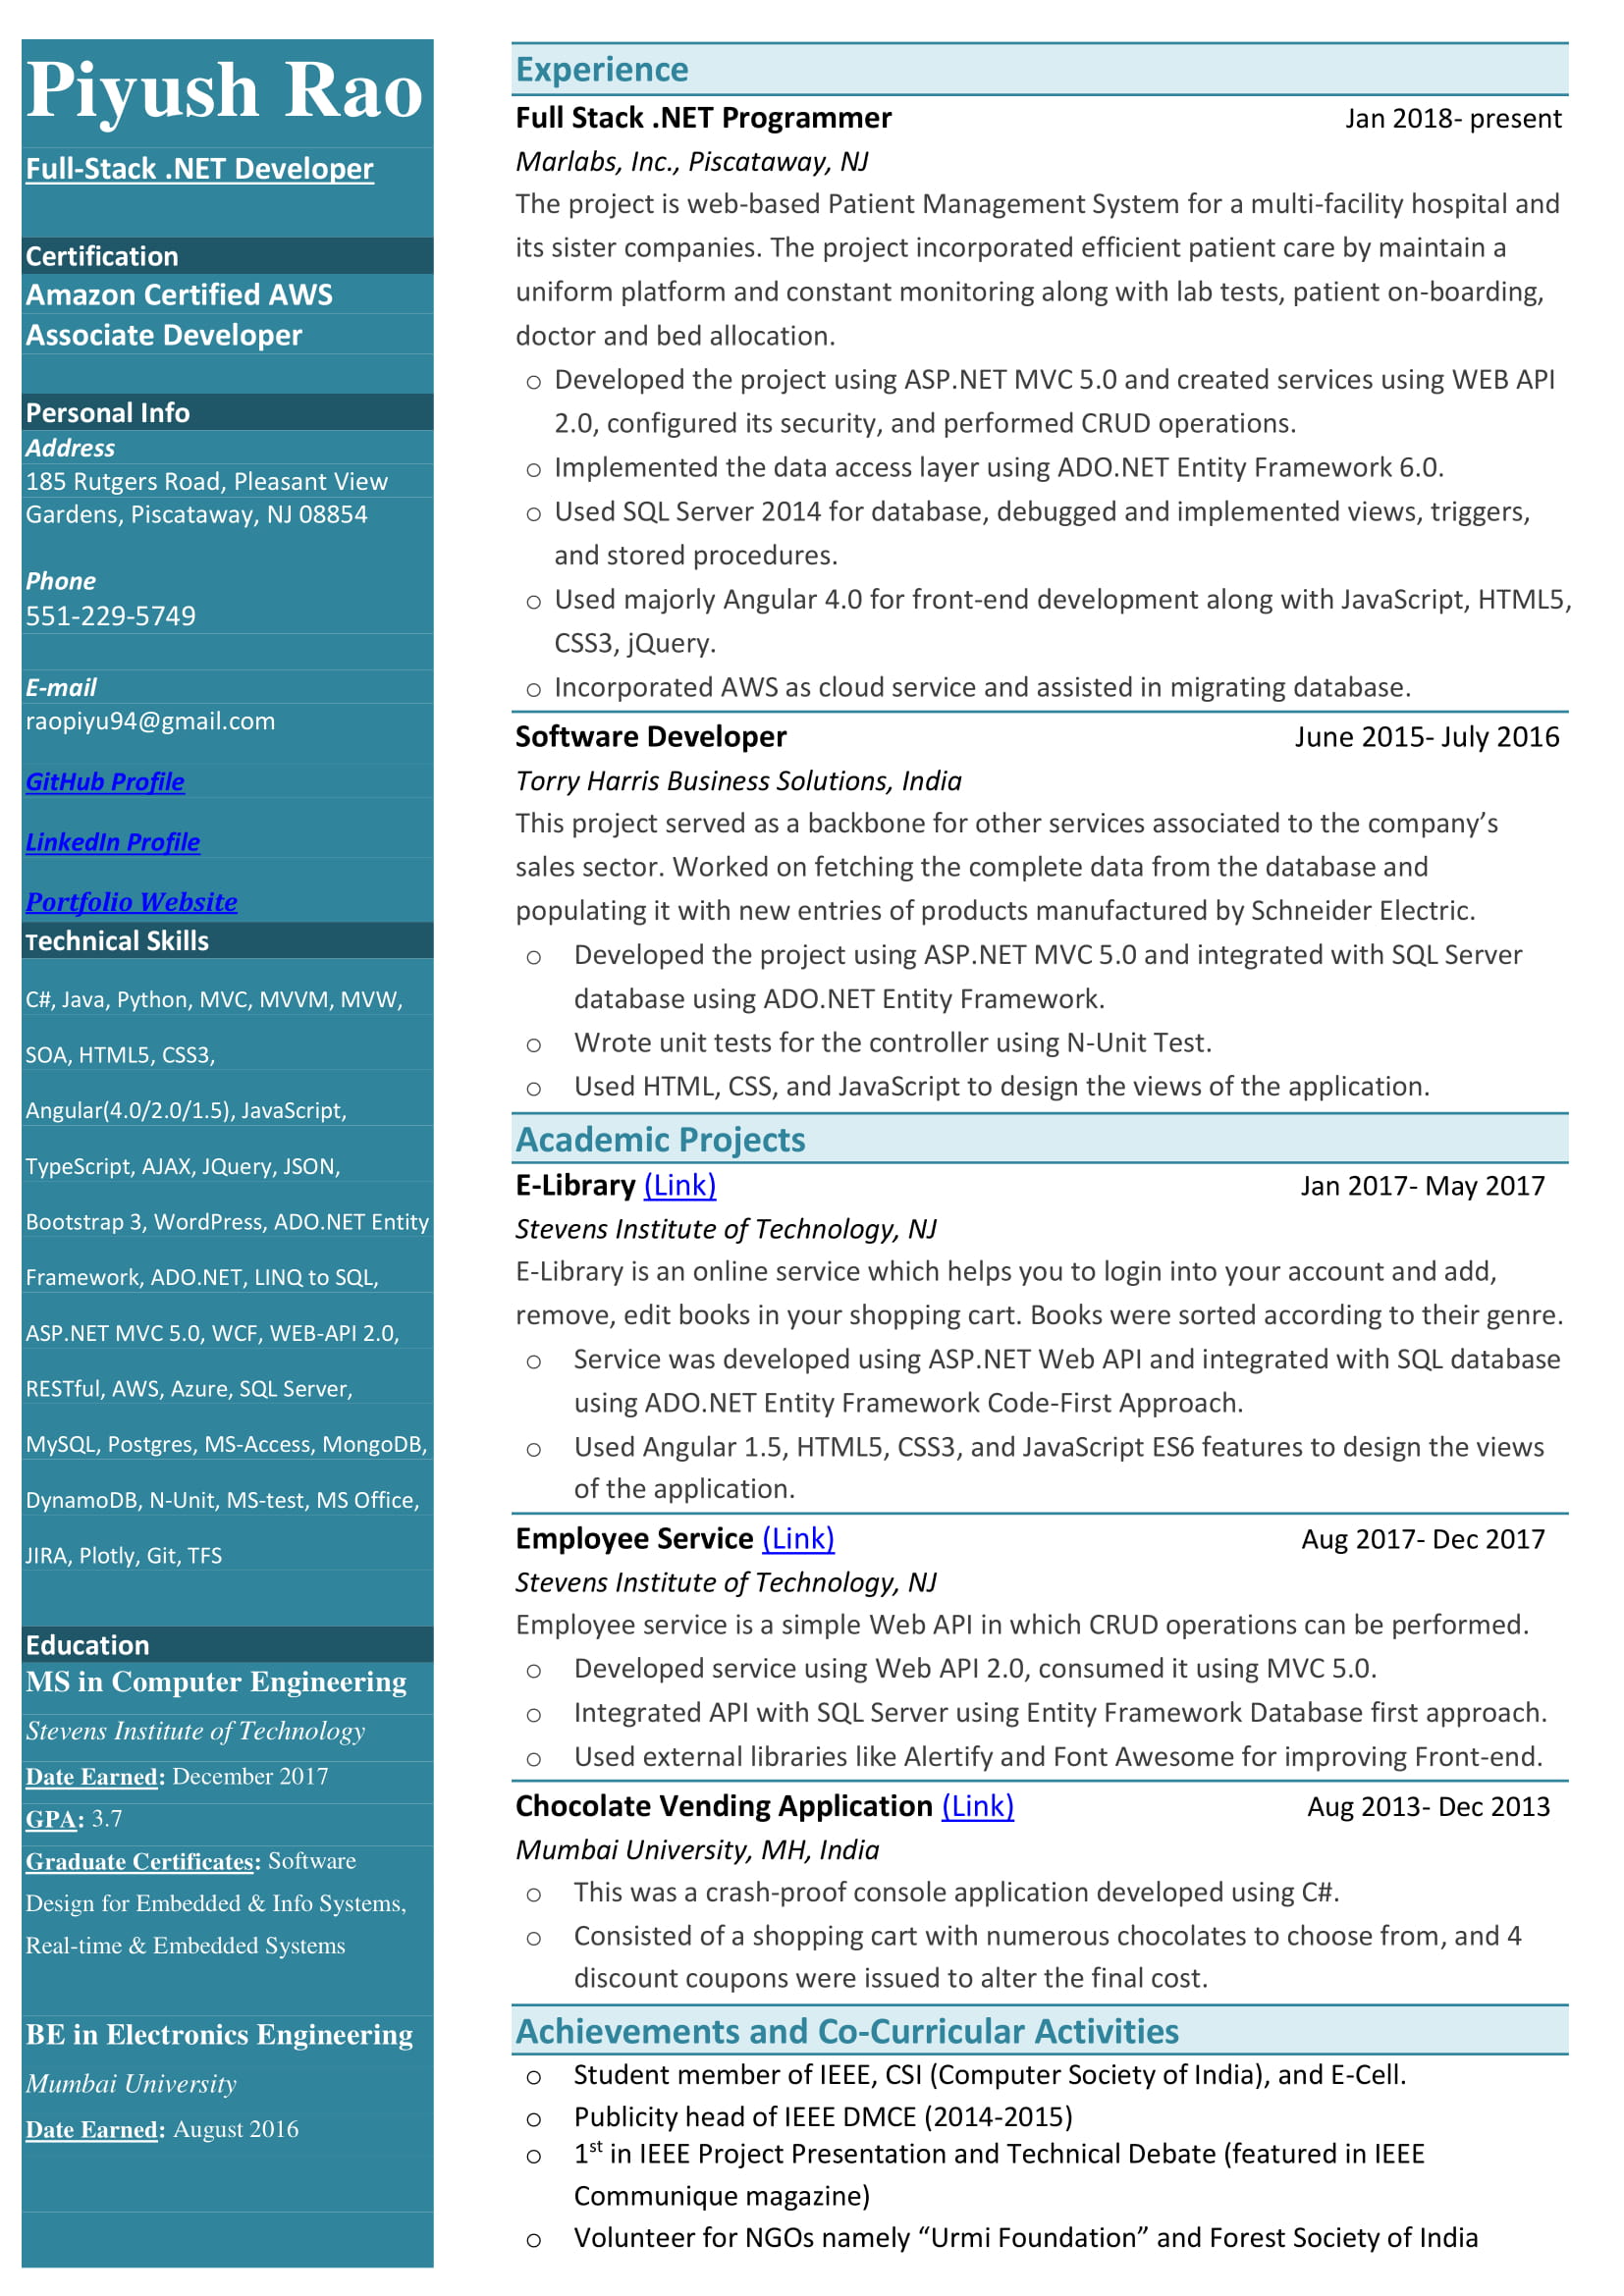 Piyush Rao
Full-Stack .NET Developer
Certification
Amazon Certified AWS
Associate Developer
Personal Info
Address
185 Rutgers Road, Pleasant View
Gardens, Piscataway, NJ 08854
Phone
551-229-5749
E-mail
raopiyu94@gmail.com
GitHub Profile
LinkedIn Profile
Portfolio Website
Technical Skills
C#, Java, Python, MVC, MVVM, MVW,
SOA, HTML5, CSS3,
Angular(4.0/2.0/1.5), JavaScript,
TypeScript, AJAX, JQuery, JSON,
Bootstrap 3, WordPress, ADO.NET Entity
Framework, ADO.NET, LINQ to SQL,
ASP.NET MVC 5.0, WCF, WEB-API 2.0,
RESTful, AWS, Azure, SQL Server,
MySQL, Postgres, MS-Access, MongoDB,
DynamoDB, N-Unit, MS-test, MS Office,
JIRA, Plotly, Git, TFS
Education
MS in Computer Engineering
Stevens Institute of Technology
Date Earned: December 2017
GPA: 3.7
Graduate Certificates: Software
Design for Embedded & Info Systems,
Real-time & Embedded Systems
BE in Electronics Engineering
Mumbai University
Date Earned: August 2016
Experience
Full Stack .NET Programmer Jan 2018- present
Marlabs, Inc., Piscataway, NJ
The project is web-based Patient Management System for a multi-facility hospital and
its sister companies. The project incorporated efficient patient care by maintain a
uniform platform and constant monitoring along with lab tests, patient on-boarding,
doctor and bed allocation.
o Developed the project using ASP.NET MVC 5.0 and created services using WEB API
2.0, configured its security, and performed CRUD operations.
o Implemented the data access layer using ADO.NET Entity Framework 6.0.
o Used SQL Server 2014 for database, debugged and implemented views, triggers,
and stored procedures.
o Used majorly Angular 4.0 for front-end development along with JavaScript, HTML5,
CSS3, jQuery.
o Incorporated AWS as cloud service and assisted in migrating database.
Software Developer June 2015- July 2016
Torry Harris Business Solutions, India
This project served as a backbone for other services associated to the company’s
sales sector. Worked on fetching the complete data from the database and
populating it with new entries of products manufactured by Schneider Electric.
o Developed the project using ASP.NET MVC 5.0 and integrated with SQL Server
database using ADO.NET Entity Framework.
o Wrote unit tests for the controller using N-Unit Test.
o Used HTML, CSS, and JavaScript to design the views of the application.
Academic Projects
E-Library (Link) Jan 2017- May 2017
Stevens Institute of Technology, NJ
E-Library is an online service which helps you to login into your account and add,
remove, edit books in your shopping cart. Books were sorted according to their genre.
o Service was developed using ASP.NET Web API and integrated with SQL database
using ADO.NET Entity Framework Code-First Approach.
o Used Angular 1.5, HTML5, CSS3, and JavaScript ES6 features to design the views
of the application.
Employee Service (Link) Aug 2017- Dec 2017
Stevens Institute of Technology, NJ
Employee service is a simple Web API in which CRUD operations can be performed.
o Developed service using Web API 2.0, consumed it using MVC 5.0.
o Integrated API with SQL Server using Entity Framework Database first approach.
o Used external libraries like Alertify and Font Awesome for improving Front-end.
Chocolate Vending Application (Link) Aug 2013- Dec 2013
Mumbai University, MH, India
o This was a crash-proof console application developed using C#.
o Consisted of a shopping cart with numerous chocolates to choose from, and 4
discount coupons were issued to alter the final cost.
Achievements and Co-Curricular Activities
o Student member of IEEE, CSI (Computer Society of India), and E-Cell.
o Publicity head of IEEE DMCE (2014-2015)
o 1st in IEEE Project Presentation and Technical Debate (featured in IEEE
Communique magazine)
o Volunteer for NGOs namely “Urmi Foundation” and Forest Society of India